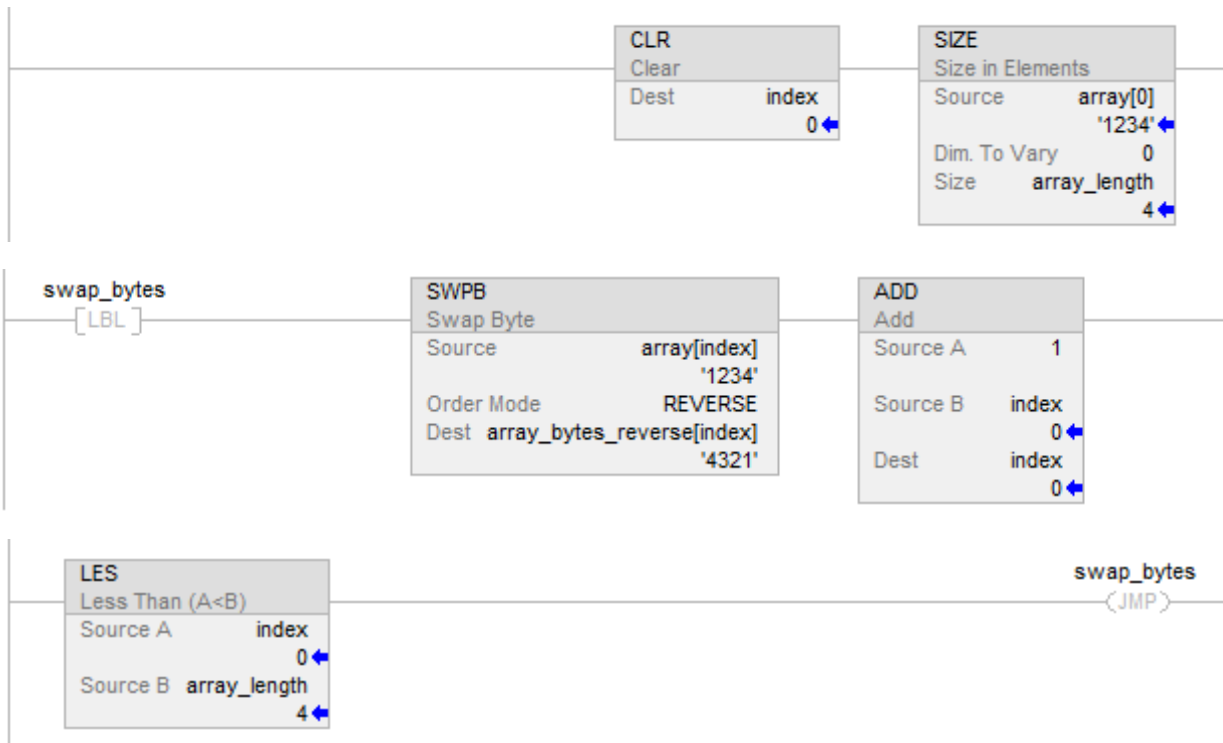 CLR
Clear
Dest index
0
SIZE
Size in Elements
Source array[0]
'1234'
Dim. To Vary 0
Size array_length
4
swap_bytes
[LBL]
SWPB
Swap Byte
Source array[index]
'1234'
Order Mode REVERSE
Dest array_bytes_reverse[index]
'4321'
ADD
Add
Source A 1
Source B index
0
Dest index
0
LES
Less Than (A<B)
Source A index
0
Source B array_length
4
swap_bytes
(JMP)